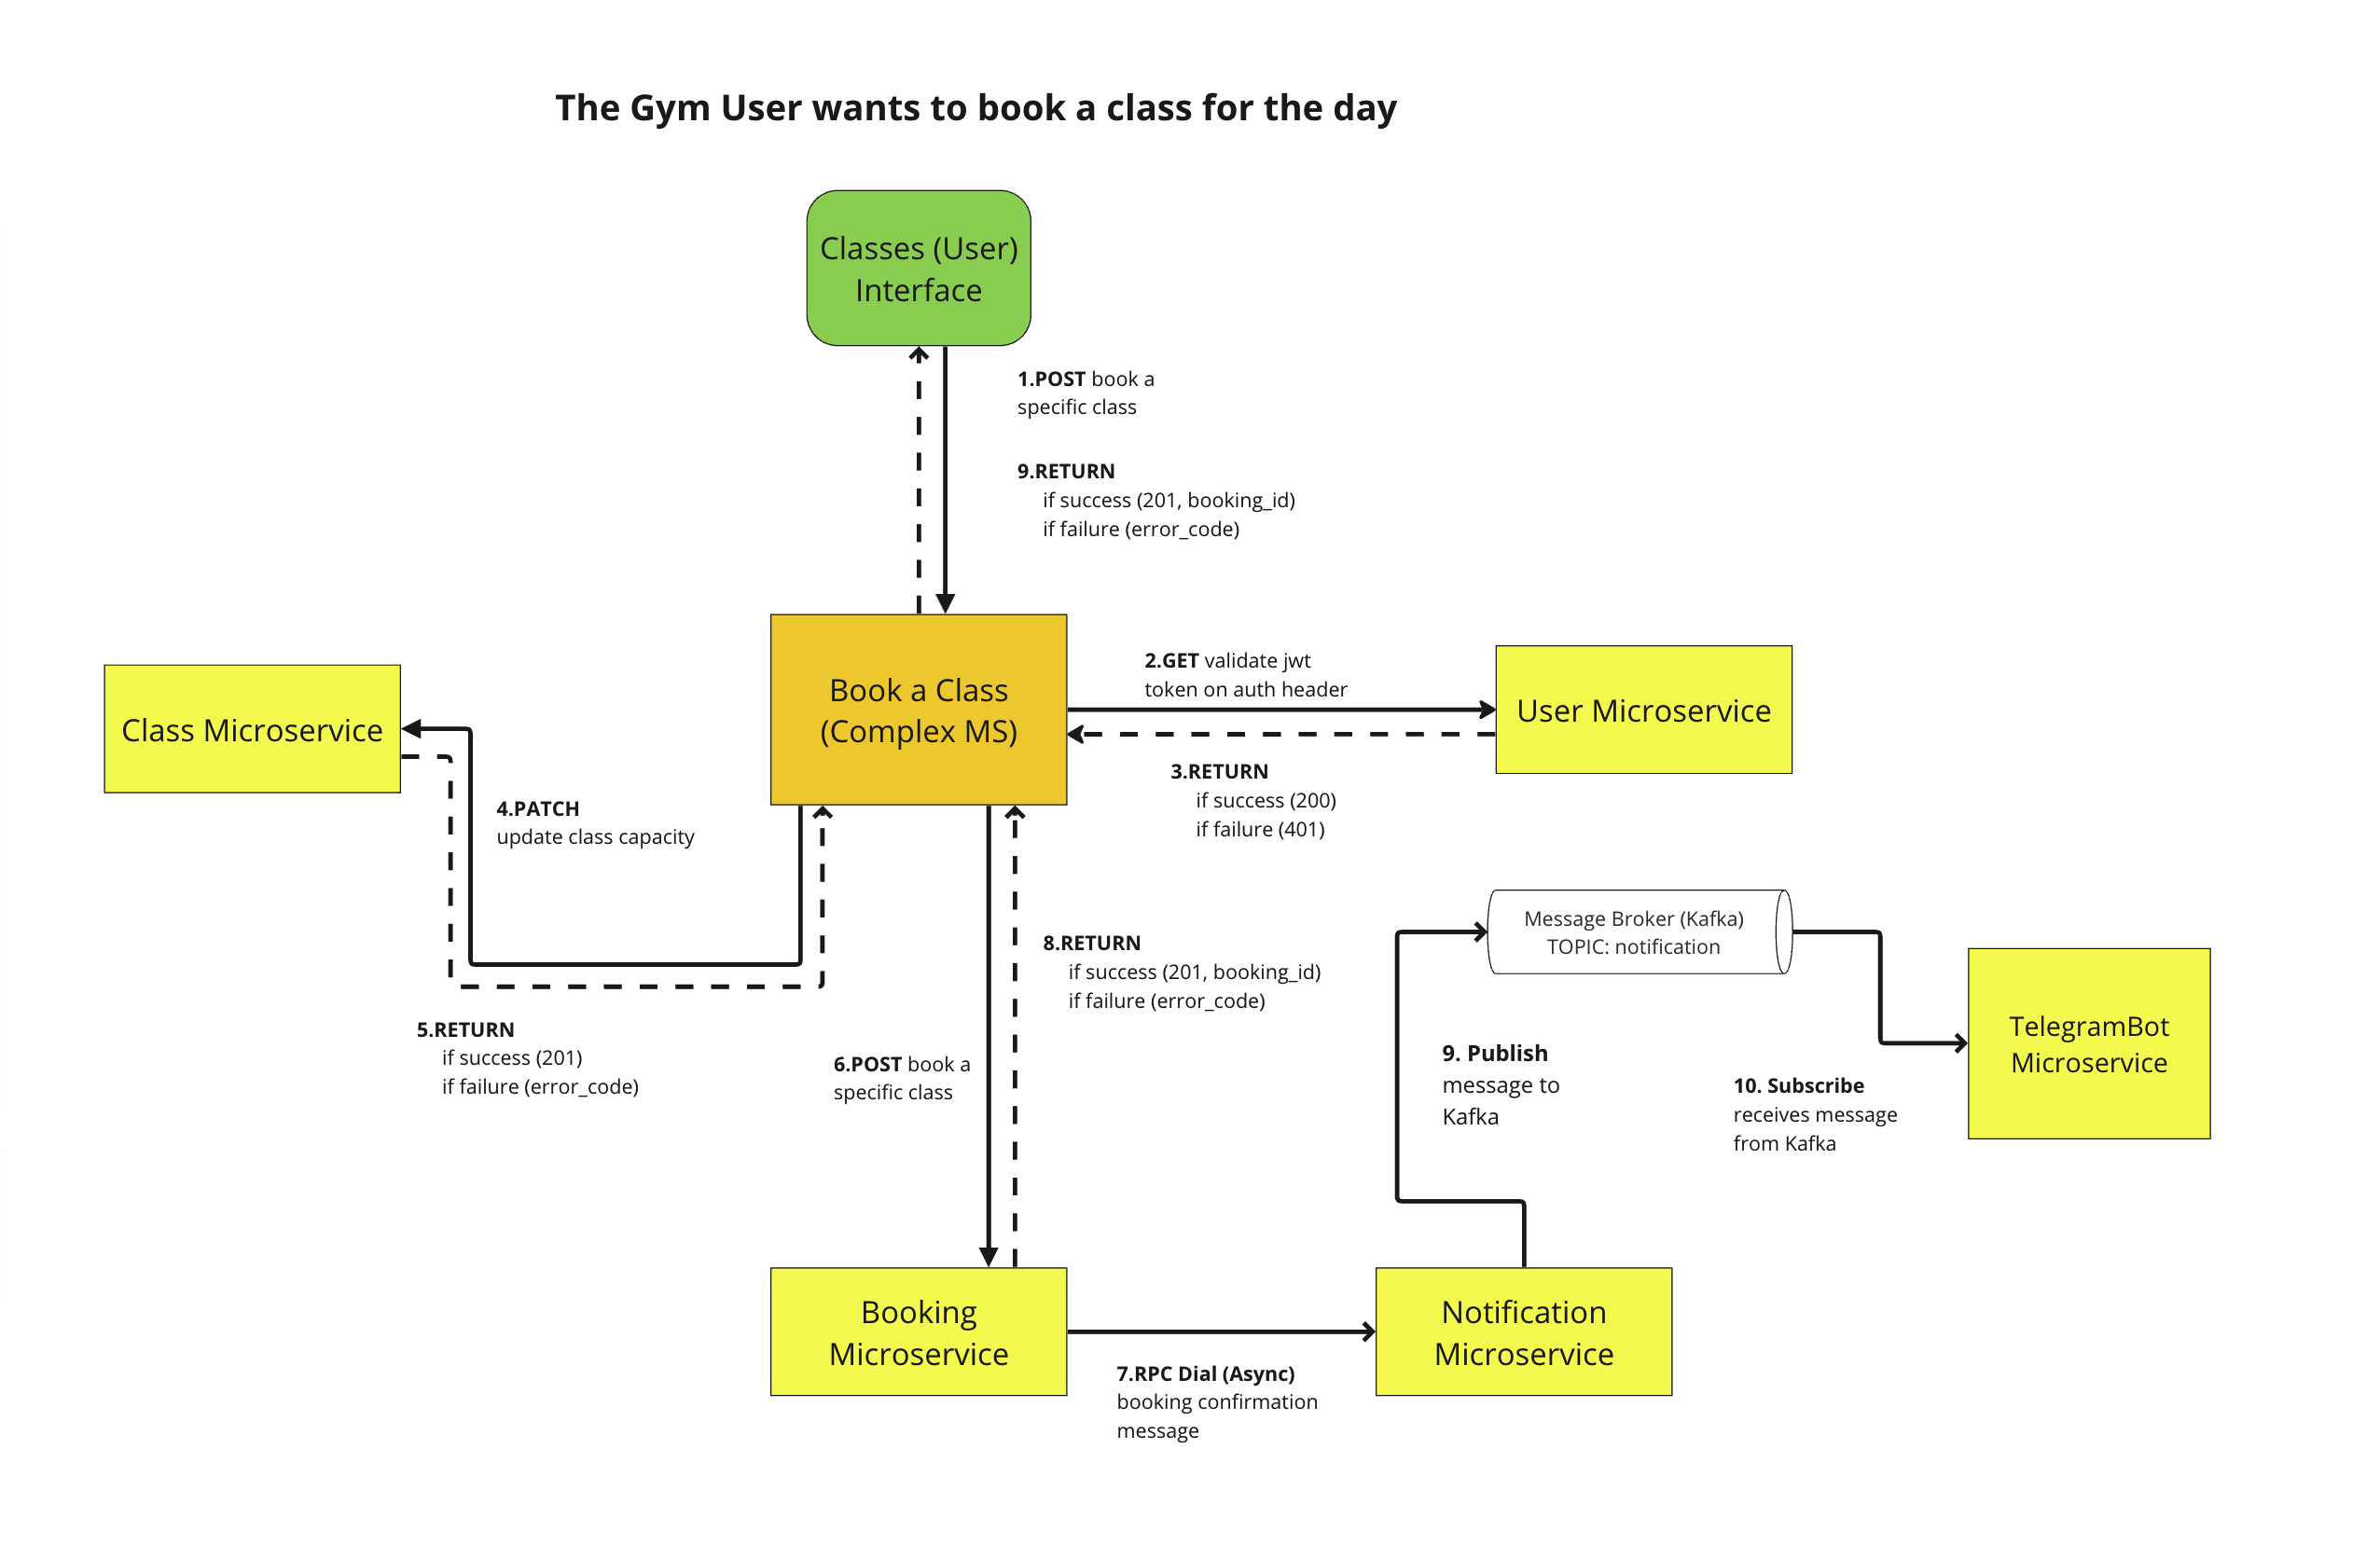 The Gym User wants to book a class for the day
Classes (User)
Interface
1.POST book a
specific class
9.RETURN
if success (201, booking_id)
if failure (error_code)
Book a Class
(Complex MS)
2.GET validate jwt
token on auth header
User Microservice
3.RETURN
if success (200)
if failure (401)
Class Microservice
4.PATCH
update class capacity
5.RETURN
if success (201)
if failure (error_code)
6.POST book a
specific class
8.RETURN
if success (201, booking_id)
if failure (error_code)
Message Broker (Kafka)
TOPIC: notification
9. Publish
message to
Kafka
10. Subscribe
receives message
from Kafka
TelegramBot
Microservice
Booking
Microservice
7.RPC Dial (Async)
booking confirmation
message
Notification
Microservice